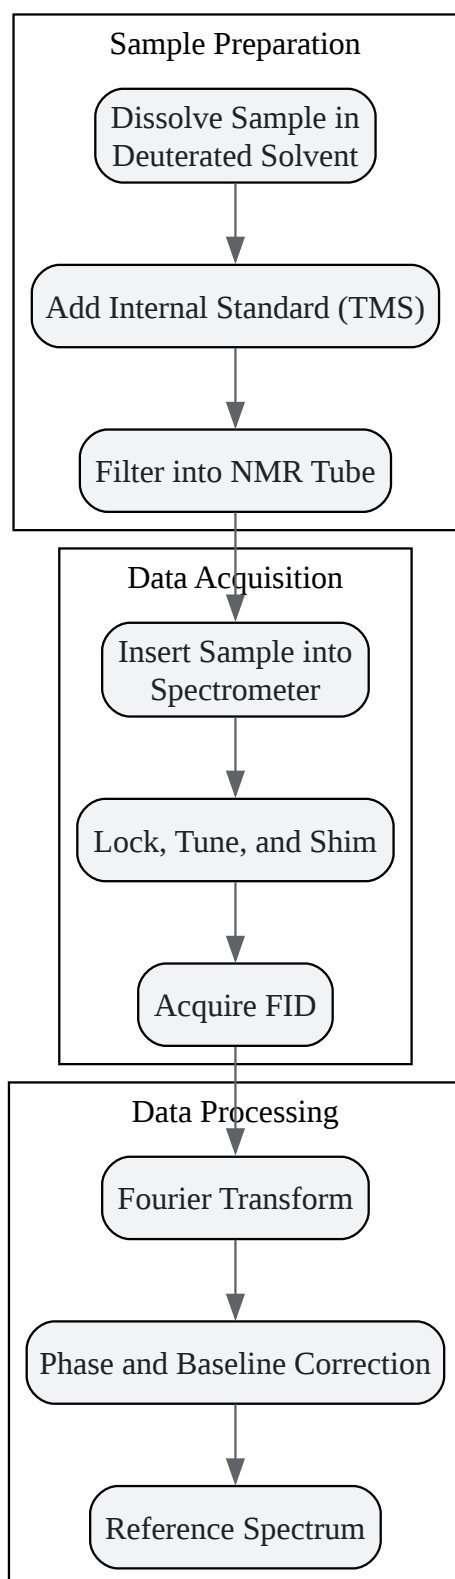 Sample Preparation
Dissolve Sample in
Deuterated Solvent
Add Internal Standard (TMS)
Filter into NMR Tube
Data Acquisition
Insert Sample into
Spectrometer
Lock, Tune, and Shim
Acquire FID
Data Processing
Fourier Transform
Phase and Baseline Correction
Reference Spectrum